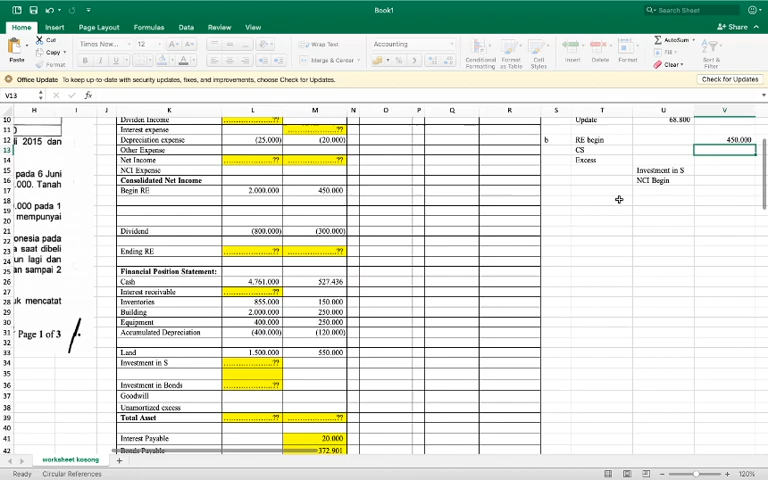 Book1
Search Sheet
Home Insert Page Layout Formulas Data Review View
Share
Paste
Cut
Copy
Format
Times New... 12
B I U
Wrap Text
Merge & Center
Accounting
Conditional Formatting
Format as Table
Cell Styles
Insert Delete Format
AutoSum
Fill
Clear
Sort & Filter
Office Update To keep up-to-date with security updates, fixes, and improvements, choose Check for Updates.
Check for Updates
V13 fx
H I J K L M N O P Q R S T U V
10 Dividen Income ......................?? Update 68.800
11 Interest expense ......................??
12 Depreciation expense (25.000) (20.000) b RE begin 450.000
13 Other Expense CS
14 Net Income ......................?? ......................?? Excess
15 NCI Expense Investment in S
16 Consolidated Net Income NCI Begin
17 Begin RE 2.000.000 450.000
18
19
20
21 Dividend (800.000) (300.000)
22
23 Ending RE ......................?? ......................??
24
25 Financial Position Statement:
26 Cash 4.761.000 527.436
27 Interest receivable ......................??
28 Inventories 855.000 150.000
29 Building 2.000.000 250.000
30 Equipment 400.000 250.000
31 Accumulated Depreciation (400.000) (120.000)
32
33 Land 1.500.000 550.000
34 Investment in S ......................??
35
36 Investment in Bonds ......................??
37 Goodwill
38 Unamortized excess
39 Total Asset ......................?? ......................??
40
41 Interest Payable 20.000
42 Bonds Payable 372.901
2015 dan
pada 6 Juni
.000. Tanah
.000 pada 1
mempunyai
onesia pada
a saat dibeli
un lagi dan
an sampai 2
uk mencatat
Page 1 of 3
worksheet kosong
Ready Circular References
120%